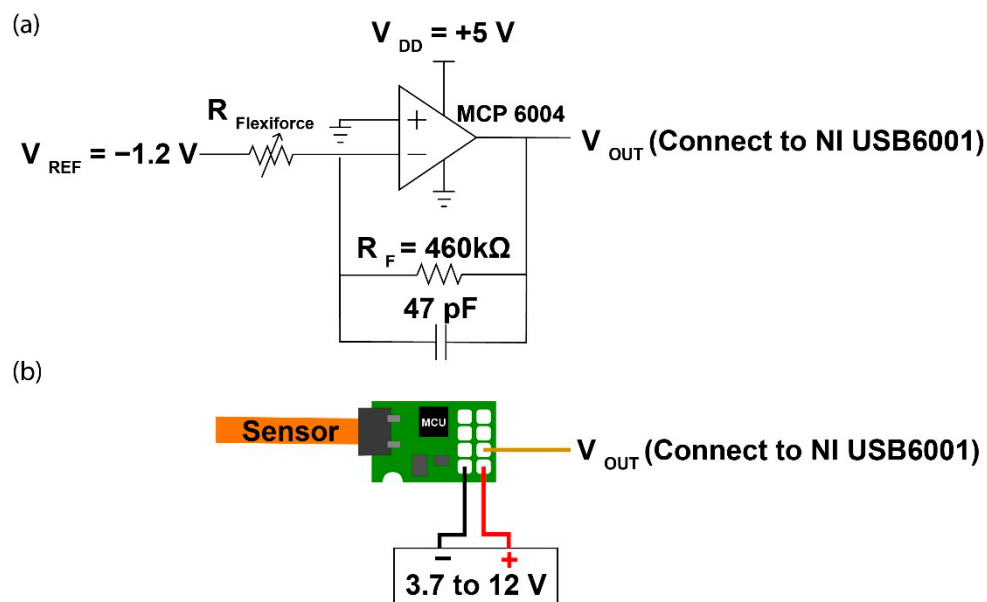 (a)
V DD = +5 V
R Flexiforce
+
MCP 6004
V REF = −1.2 V
−
V OUT (Connect to NI USB6001)
R F = 460kΩ
47 pF
(b)
MCU
Sensor
V OUT (Connect to NI USB6001)
− +
3.7 to 12 V